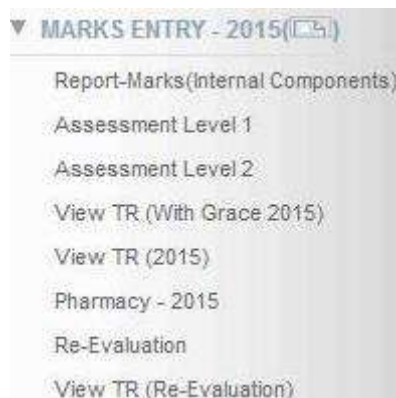 MARKS ENTRY - 2015()
Report-Marks(Internal Components)
Assessment Level 1
Assessment Level 2
View TR (With Grace 2015)
View TR (2015)
Pharmacy - 2015
Re-Evaluation
View TR (Re-Evaluation)